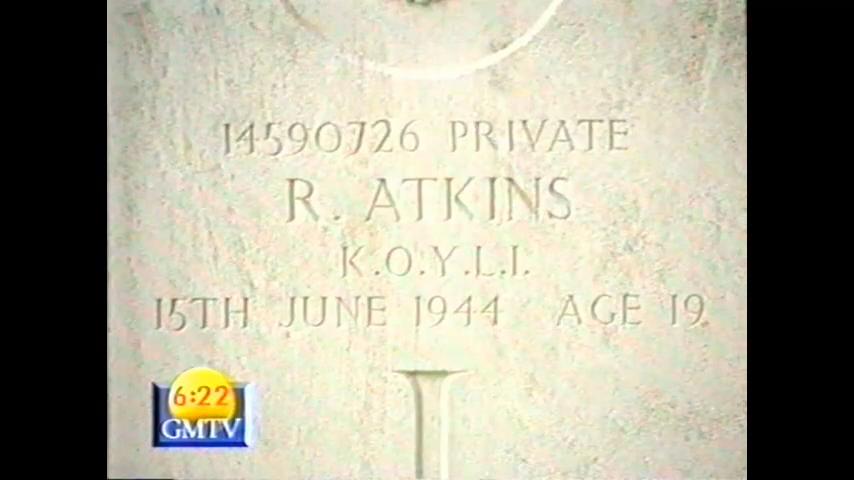 14590726 PRIVATE
R. ATKINS
K.O.Y.L.I.
15TH JUNE 1944 AGE 19
6:22
GMTV